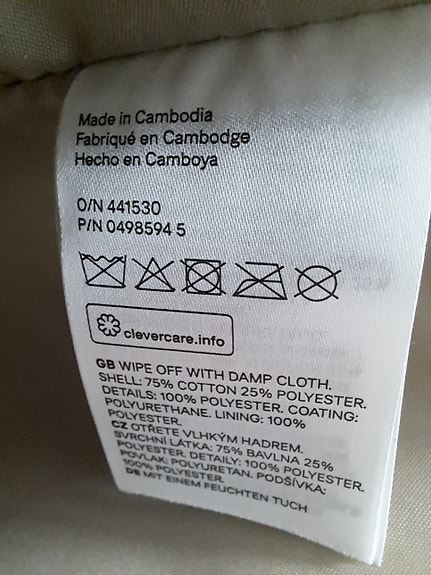 Made in Cambodia
Fabriqué en Cambodge
Hecho en Camboya
O/N 441530
P/N 0498594 5
clevercare.info
GB WIPE OFF WITH DAMP CLOTH.
SHELL: 75% COTTON 25% POLYESTER.
DETAILS: 100% POLYESTER. COATING:
POLYURETHANE. LINING: 100%
POLYESTER.
CZ OTŘETE VLHKÝM HADREM.
SVRCHNÍ LÁTKA: 75% BAVLNA 25%
POLYESTER. DETAILY: 100% POLYESTER.
POVLAK: POLYURETAN. PODŠÍVKA:
100% POLYESTER.
DE MIT EINEM FEUCHTEN TUCH